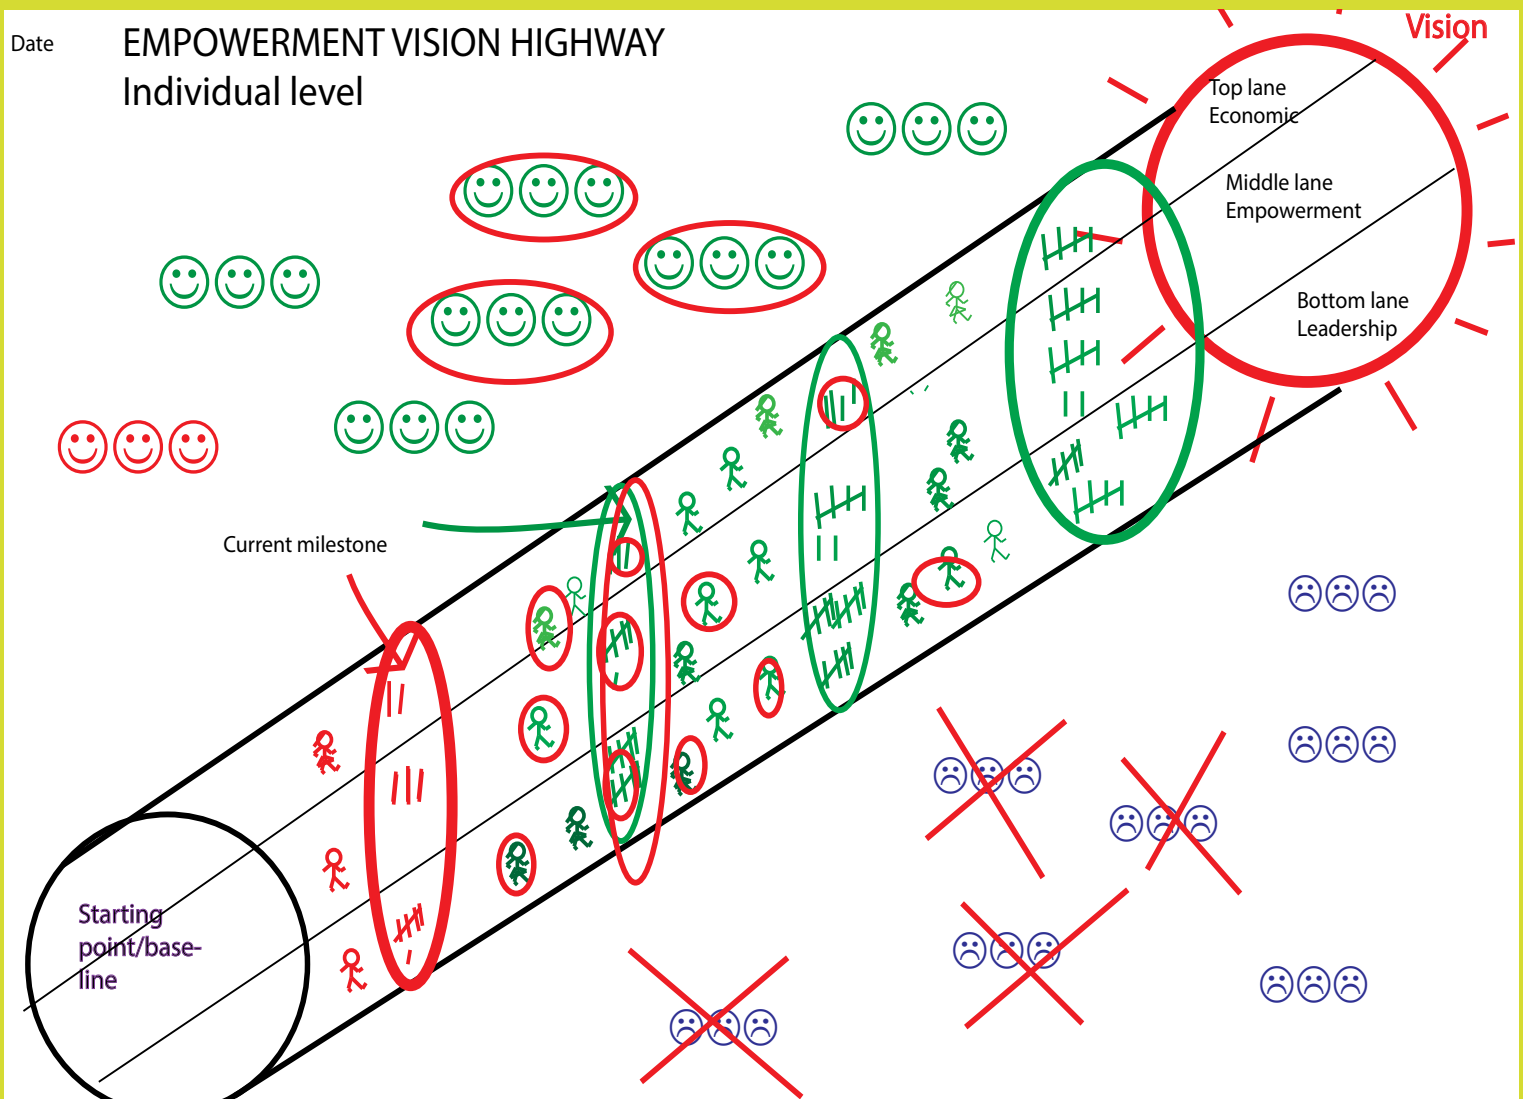 Date
EMPOWERMENT VISION HIGHWAY
Individual level
Vision
Top lane
Economic
Middle lane
Empowerment
Bottom lane
Leadership
Current milestone
Starting
point/base-
line